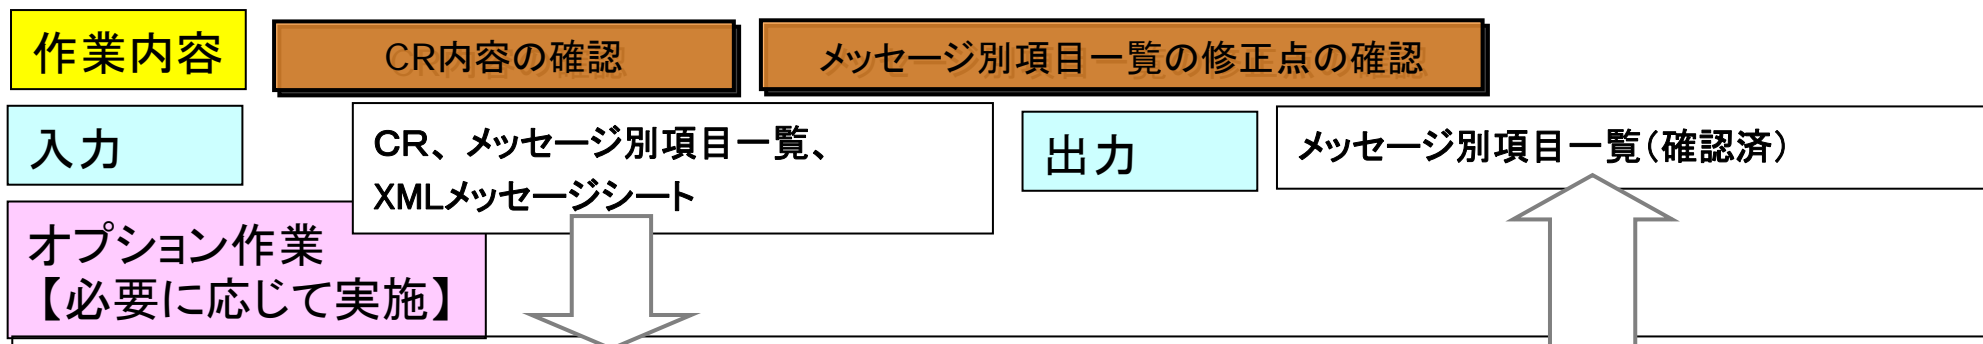 作業内容
CR内容の確認
メッセージ別項目一覧の修正点の確認
入力
CR、メッセージ別項目一覧、
XMLメッセージシート
出力
メッセージ別項目一覧(確認済)
オプション作業
【必要に応じて実施】